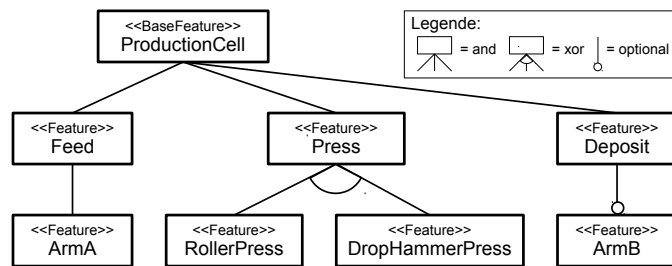 <<BaseFeature>>
ProductionCell
Legende:
= and
= xor
= optional
<<Feature>>
Feed
<<Feature>>
Press
<<Feature>>
Deposit
<<Feature>>
ArmA
<<Feature>>
RollerPress
<<Feature>>
DropHammerPress
<<Feature>>
ArmB